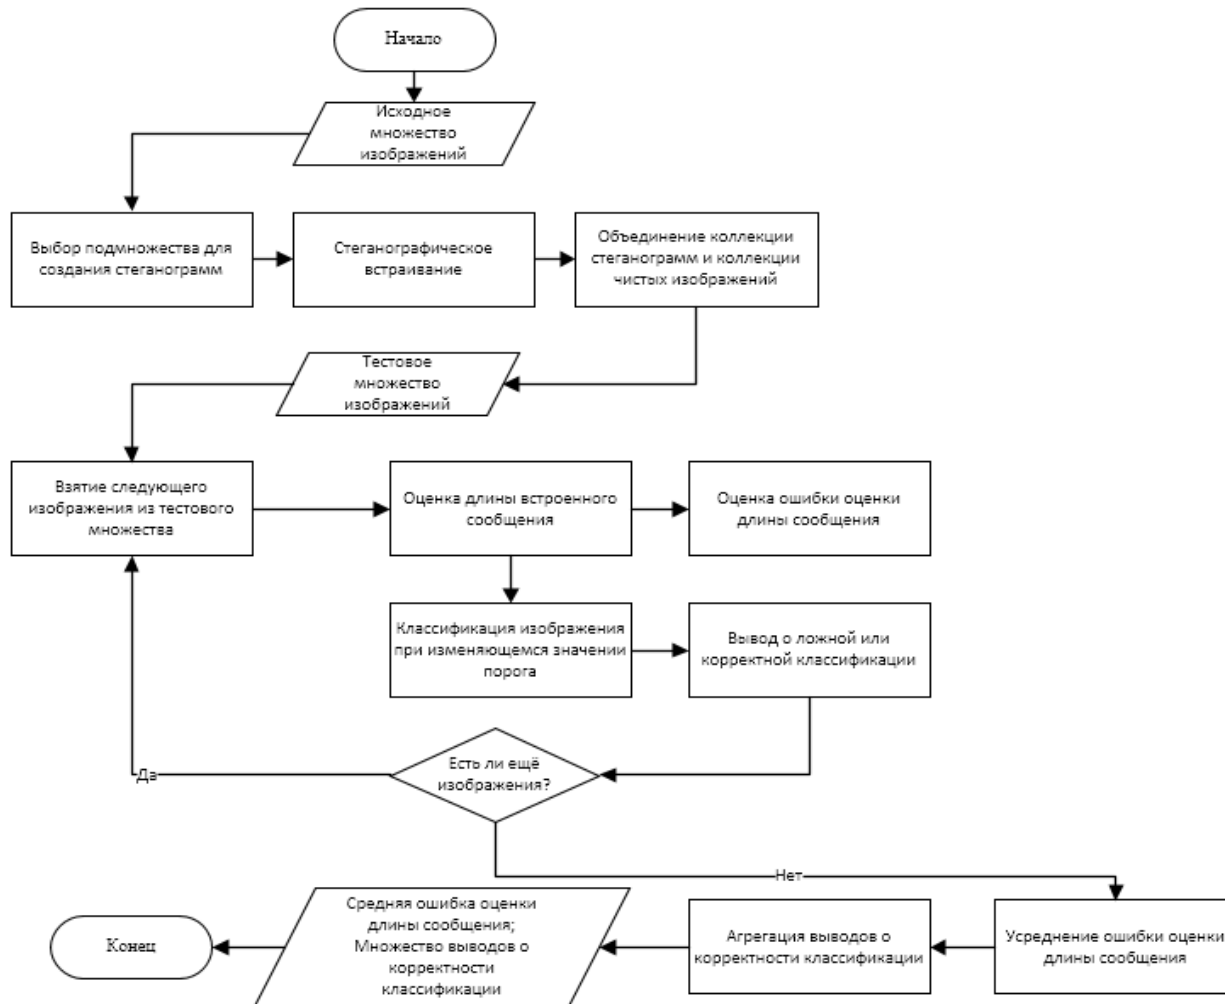 Начало
Исходное
множество
изображений
Выбор подмножества для
создания стеганограмм
Стеганографическое
встраивание
Объединение коллекции
стеганограмм и коллекции
чистых изображений
Тестовое
множество
изображений
Взятие следующего
изображения из тестового
множества
Оценка длины встроенного
сообщения
Оценка ошибки оценки
длины сообщения
Классификация изображения
при изменяющемся значении
порога
Вывод о ложной или
корректной классификации
Есть ли ещё
изображения?
Да
Нет
Усреднение ошибки оценки
длины сообщения
Агрегация выводов о
корректности классификации
Средняя ошибка оценки
длины сообщения;
Множество выводов о
корректности
классификации
Конец